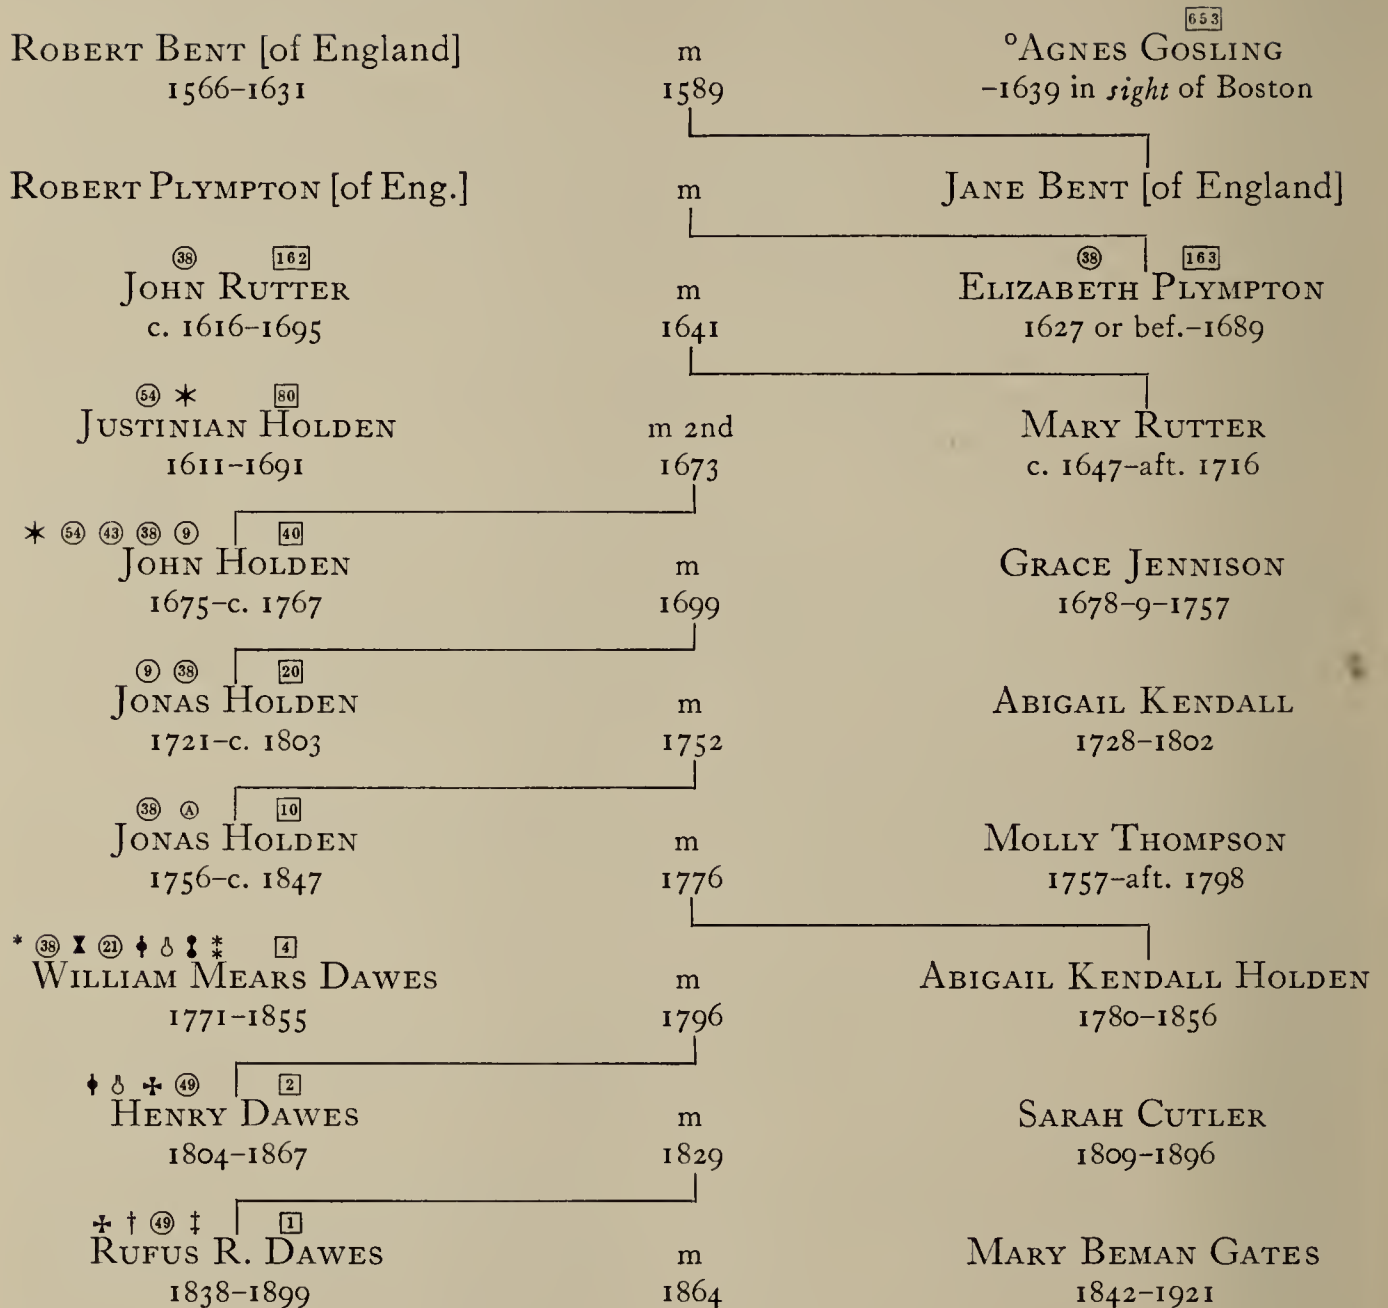 653
ROBERT BENT [of England] m °AGNES GOSLING
1566–1631 1589 –1639 in sight of Boston
ROBERT PLYMPTON [of Eng.] m JANE BENT [of England]
38 162 38 163
JOHN RUTTER m ELIZABETH PLYMPTON
c. 1616–1695 1641 1627 or bef.–1689
54 * 80
JUSTINIAN HOLDEN m 2nd MARY RUTTER
1611–1691 1673 c. 1647–aft. 1716
* 54 43 38 9 40
JOHN HOLDEN m GRACE JENNISON
1675–c. 1767 1699 1678–9–1757
9 38 20
JONAS HOLDEN m ABIGAIL KENDALL
1721–c. 1803 1752 1728–1802
38 A 10
JONAS HOLDEN m MOLLY THOMPSON
1756–c. 1847 1776 1757–aft. 1798
* 38 21 4
WILLIAM MEARS DAWES m ABIGAIL KENDALL HOLDEN
1771–1855 1796 1780–1856
49 2
HENRY DAWES m SARAH CUTLER
1804–1867 1829 1809–1896
† 49 ‡ 1
RUFUS R. DAWES m MARY BEMAN GATES
1838–1899 1864 1842–1921